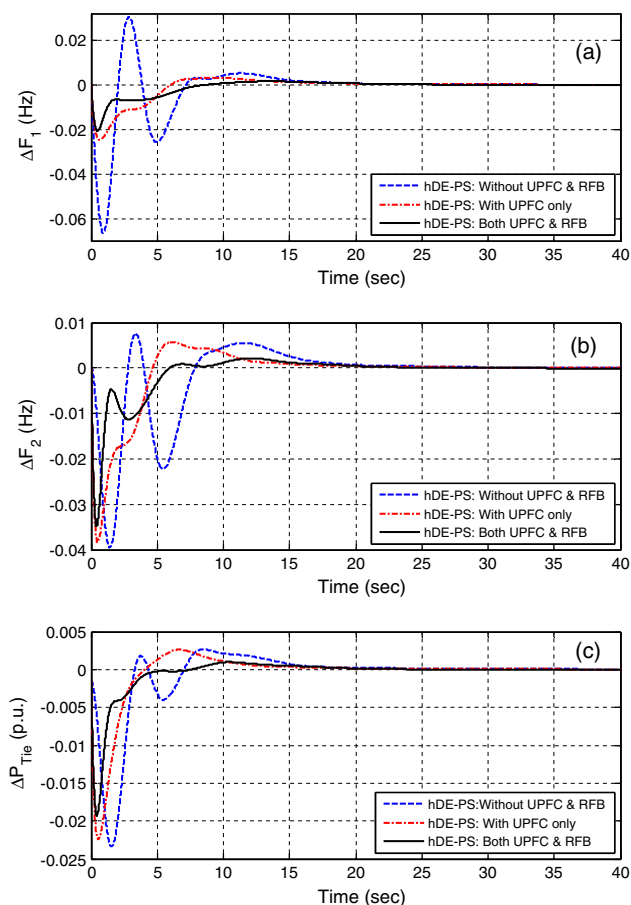 0.02
0
-0.02
-0.04
-0.06
ΔF1 (Hz)
(a)
hDE-PS: Without UPFC & RFB
hDE-PS: With UPFC only
hDE-PS: Both UPFC & RFB
0 5 10 15 20 25 30 35 40
Time (sec)
0.01
0
-0.01
-0.02
-0.03
-0.04
ΔF2 (Hz)
(b)
hDE-PS: Without UPFC & RFB
hDE-PS: With UPFC only
hDE-PS: Both UPFC & RFB
0 5 10 15 20 25 30 35 40
Time (sec)
0.005
0
-0.005
-0.01
-0.015
-0.02
-0.025
ΔPTie (p.u.)
(c)
hDE-PS:Without UPFC & RFB
hDE-PS: With UPFC only
hDE-PS: Both UPFC & RFB
0 5 10 15 20 25 30 35 40
Time (sec)